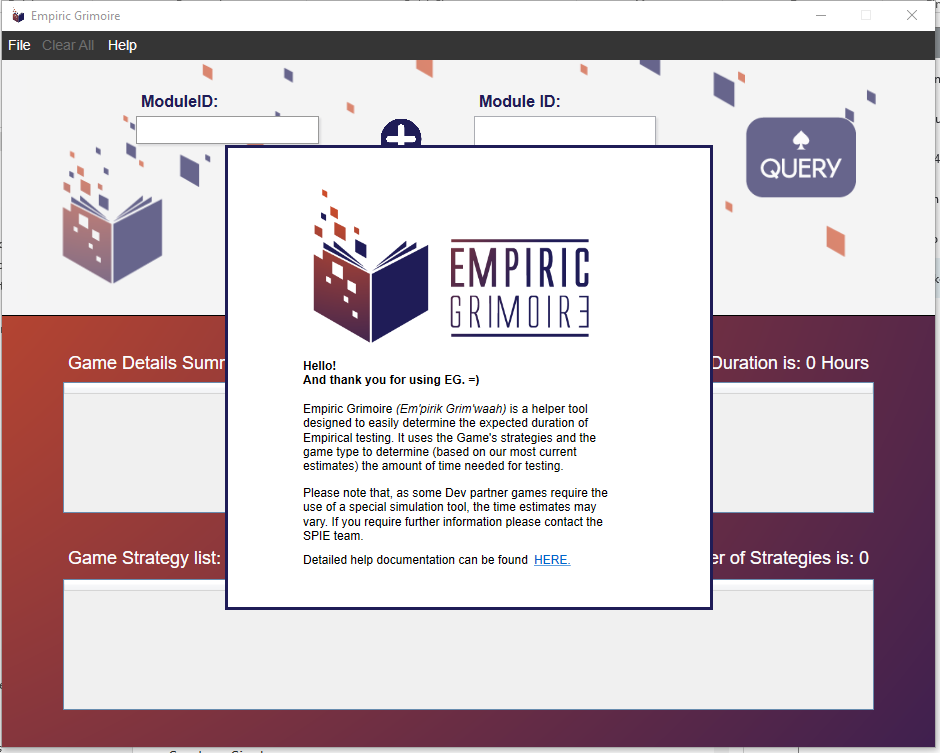 Empiric Grimoire
File Clear All Help
ModuleID:
Module ID:
QUERY
EMPIRIC
GRIMOIRE
Hello!
And thank you for using EG. =)
Empiric Grimoire (Em'pirik Grim'waah) is a helper tool
designed to easily determine the expected duration of
Empirical testing. It uses the Game's strategies and the
game type to determine (based on our most current
estimates) the amount of time needed for testing.
Please note that, as some Dev partner games require the
use of a special simulation tool, the time estimates may
vary. If you require further information please contact the
SPIE team.
Detailed help documentation can be found HERE.
Game Details Summ
Duration is: 0 Hours
Game Strategy list:
er of Strategies is: 0